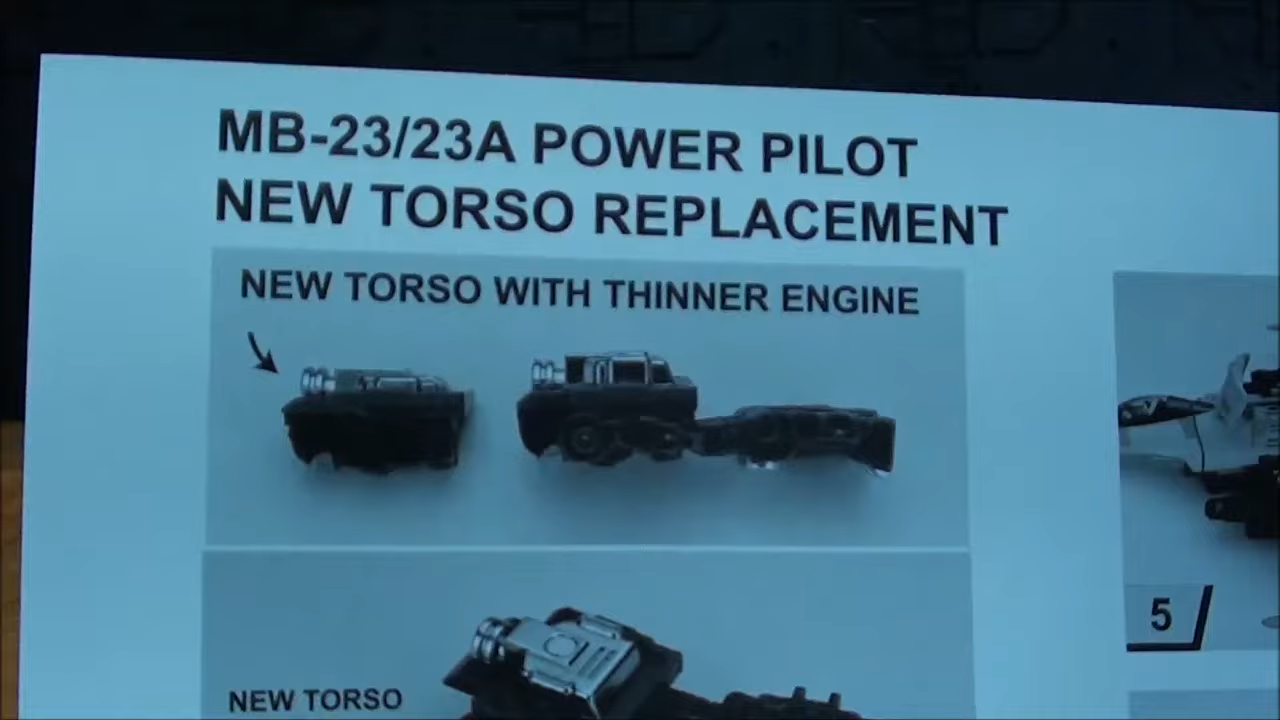 MB-23/23A POWER PILOT
NEW TORSO REPLACEMENT
NEW TORSO WITH THINNER ENGINE
NEW TORSO
5